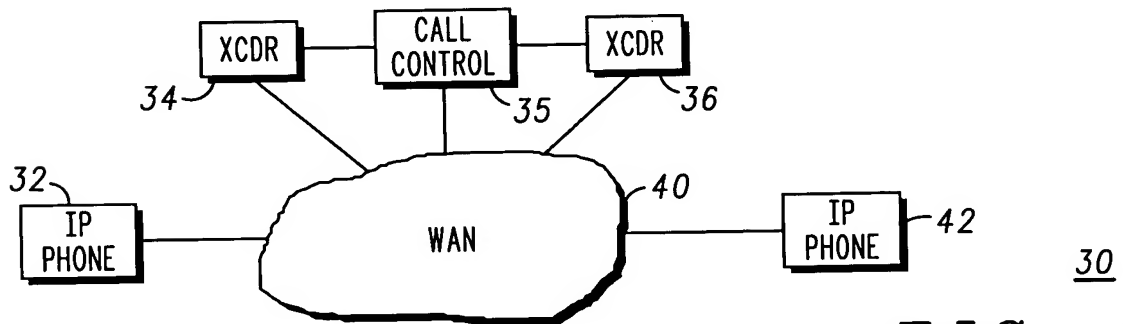 XCDR
CALL
CONTROL
XCDR
34
35
36
32
IP
PHONE
WAN
40
IP
PHONE
42
30